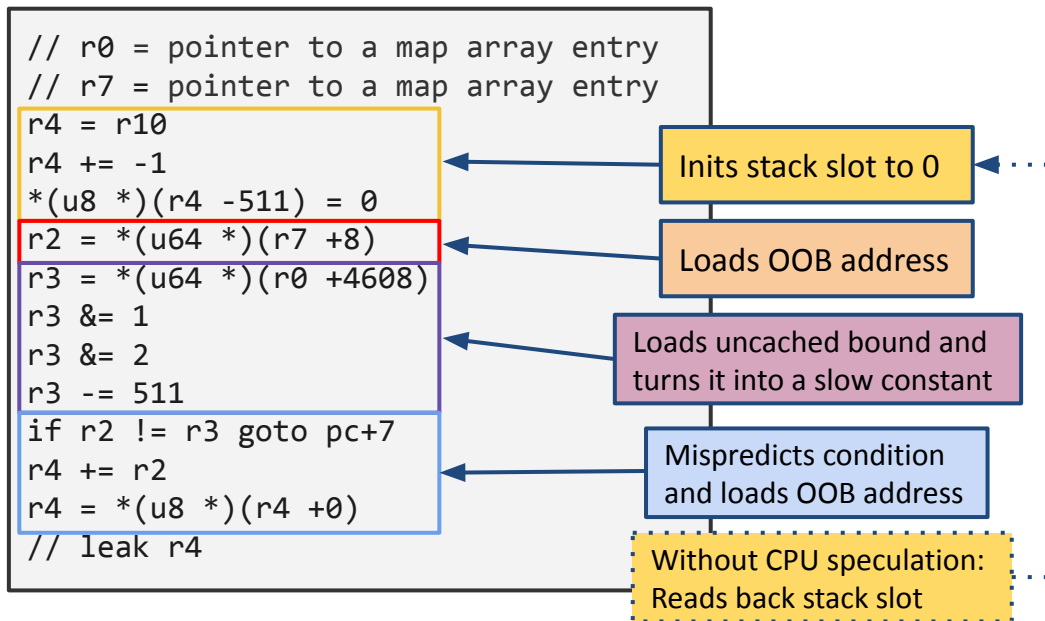 // r0 = pointer to a map array entry
// r7 = pointer to a map array entry
r4 = r10
r4 += -1
*(u8 *)(r4 -511) = 0
r2 = *(u64 *)(r7 +8)
r3 = *(u64 *)(r0 +4608)
r3 &= 1
r3 &= 2
r3 -= 511
if r2 != r3 goto pc+7
r4 += r2
r4 = *(u8 *)(r4 +0)
// leak r4
Inits stack slot to 0
Loads OOB address
Loads uncached bound and
turns it into a slow constant
Mispredicts condition
and loads OOB address
Without CPU speculation:
Reads back stack slot